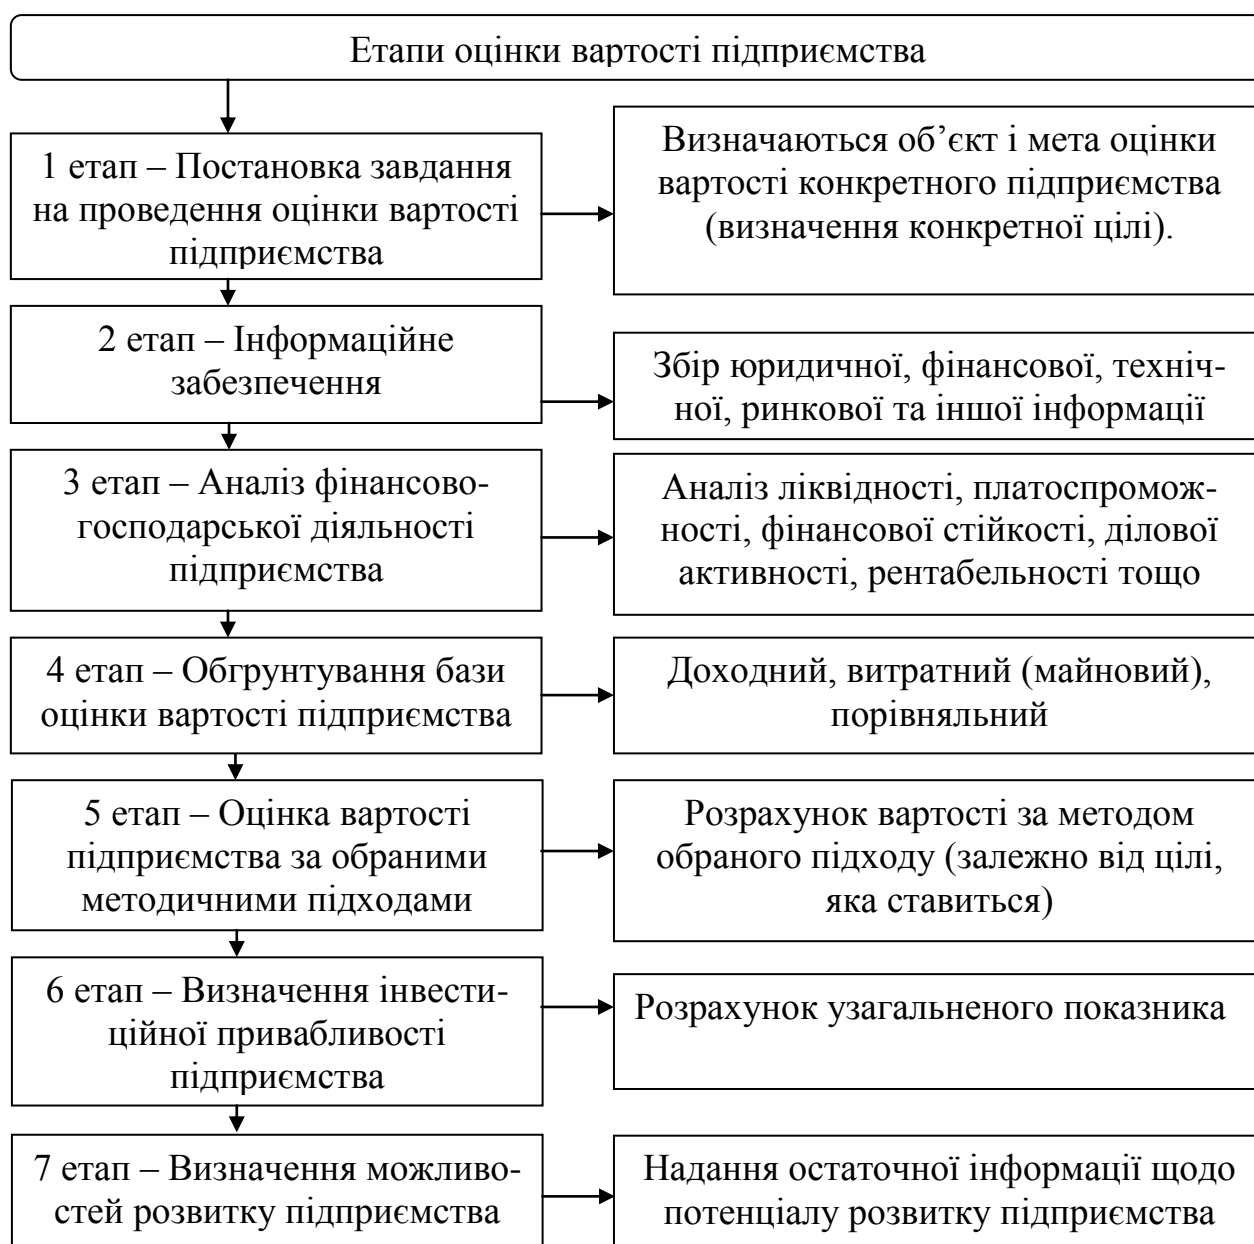 Етапи оцінки вартості підприємства
1 етап – Постановка завдання
на проведення оцінки вартості
підприємства
Визначаються об’єкт і мета оцінки
вартості конкретного підприємства
(визначення конкретної цілі).
2 етап – Інформаційне
забезпечення
Збір юридичної, фінансової, техніч-
ної, ринкової та іншої інформації
3 етап – Аналіз фінансово-
господарської діяльності
підприємства
Аналіз ліквідності, платоспромож-
ності, фінансової стійкості, ділової
активності, рентабельності тощо
4 етап – Обгрунтування бази
оцінки вартості підприємства
Доходний, витратний (майновий),
порівняльний
5 етап – Оцінка вартості
підприємства за обраними
методичними підходами
Розрахунок вартості за методом
обраного підходу (залежно від цілі,
яка ставиться)
6 етап – Визначення інвести-
ційної привабливості
підприємства
Розрахунок узагальненого показника
7 етап – Визначення можливо-
стей розвитку підприємства
Надання остаточної інформації щодо
потенціалу розвитку підприємства